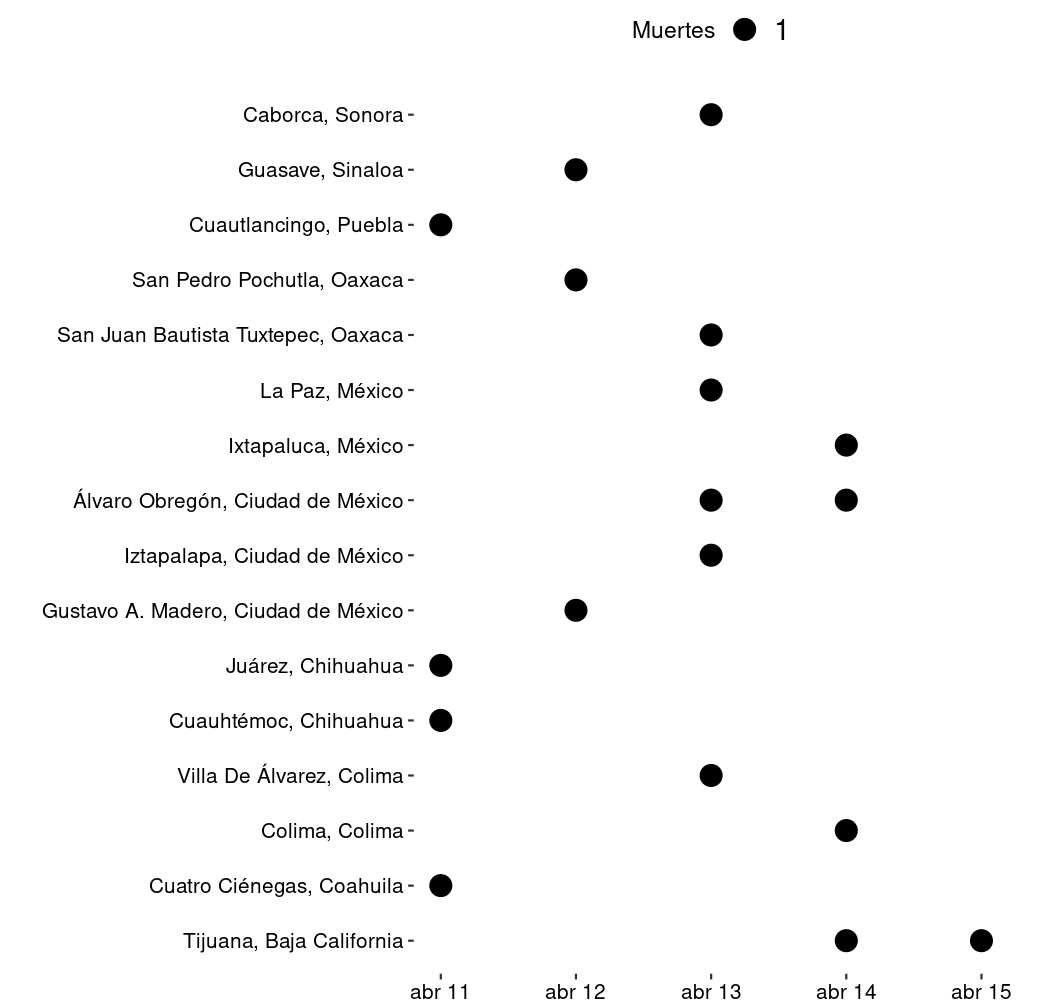 Muertes 1
Caborca, Sonora
Guasave, Sinaloa
Cuautlancingo, Puebla
San Pedro Pochutla, Oaxaca
San Juan Bautista Tuxtepec, Oaxaca
La Paz, México
Ixtapaluca, México
Álvaro Obregón, Ciudad de México
Iztapalapa, Ciudad de México
Gustavo A. Madero, Ciudad de México
Juárez, Chihuahua
Cuauhtémoc, Chihuahua
Villa De Álvarez, Colima
Colima, Colima
Cuatro Ciénegas, Coahuila
Tijuana, Baja California
abr 11 abr 12 abr 13 abr 14 abr 15